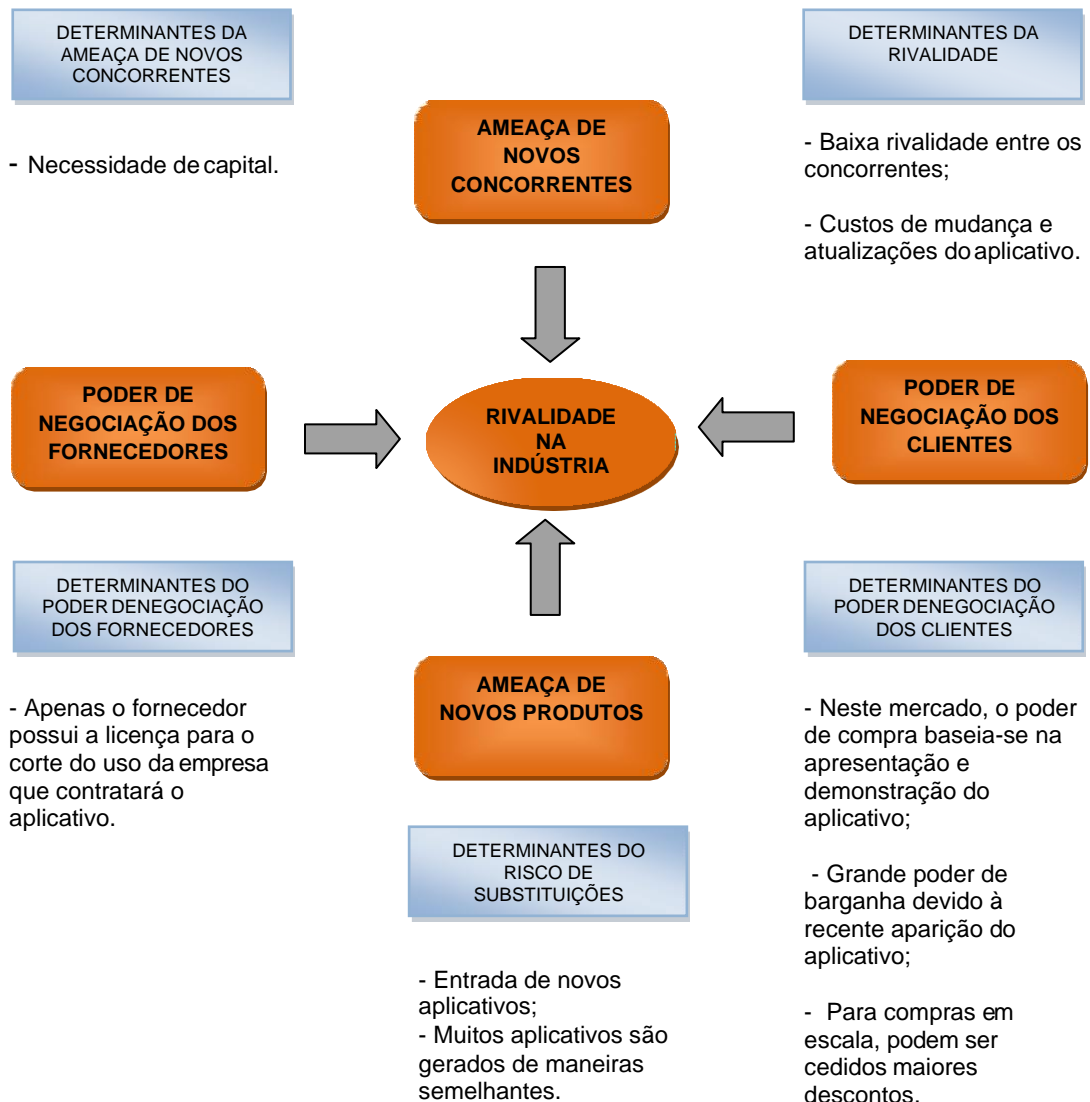 DETERMINANTES DA
AMEAÇA DE NOVOS
CONCORRENTES
- Necessidade de capital.
AMEAÇA DE
NOVOS
CONCORRENTES
DETERMINANTES DA
RIVALIDADE
- Baixa rivalidade entre os
concorrentes;
- Custos de mudança e
atualizações do aplicativo.
PODER DE
NEGOCIAÇÃO DOS
FORNECEDORES
RIVALIDADE
NA
INDÚSTRIA
PODER DE
NEGOCIAÇÃO DOS
CLIENTES
DETERMINANTES DO
PODER DENEGOCIAÇÃO
DOS FORNECEDORES
- Apenas o fornecedor
possui a licença para o
corte do uso da empresa
que contratará o
aplicativo.
AMEAÇA DE
NOVOS PRODUTOS
DETERMINANTES DO
RISCO DE
SUBSTITUIÇÕES
- Entrada de novos
aplicativos;
- Muitos aplicativos são
gerados de maneiras
semelhantes.
DETERMINANTES DO
PODER DENEGOCIAÇÃO
DOS CLIENTES
- Neste mercado, o poder
de compra baseia-se na
apresentação e
demonstração do
aplicativo;
- Grande poder de
barganha devido à
recente aparição do
aplicativo;
- Para compras em
escala, podem ser
cedidos maiores
descontos.